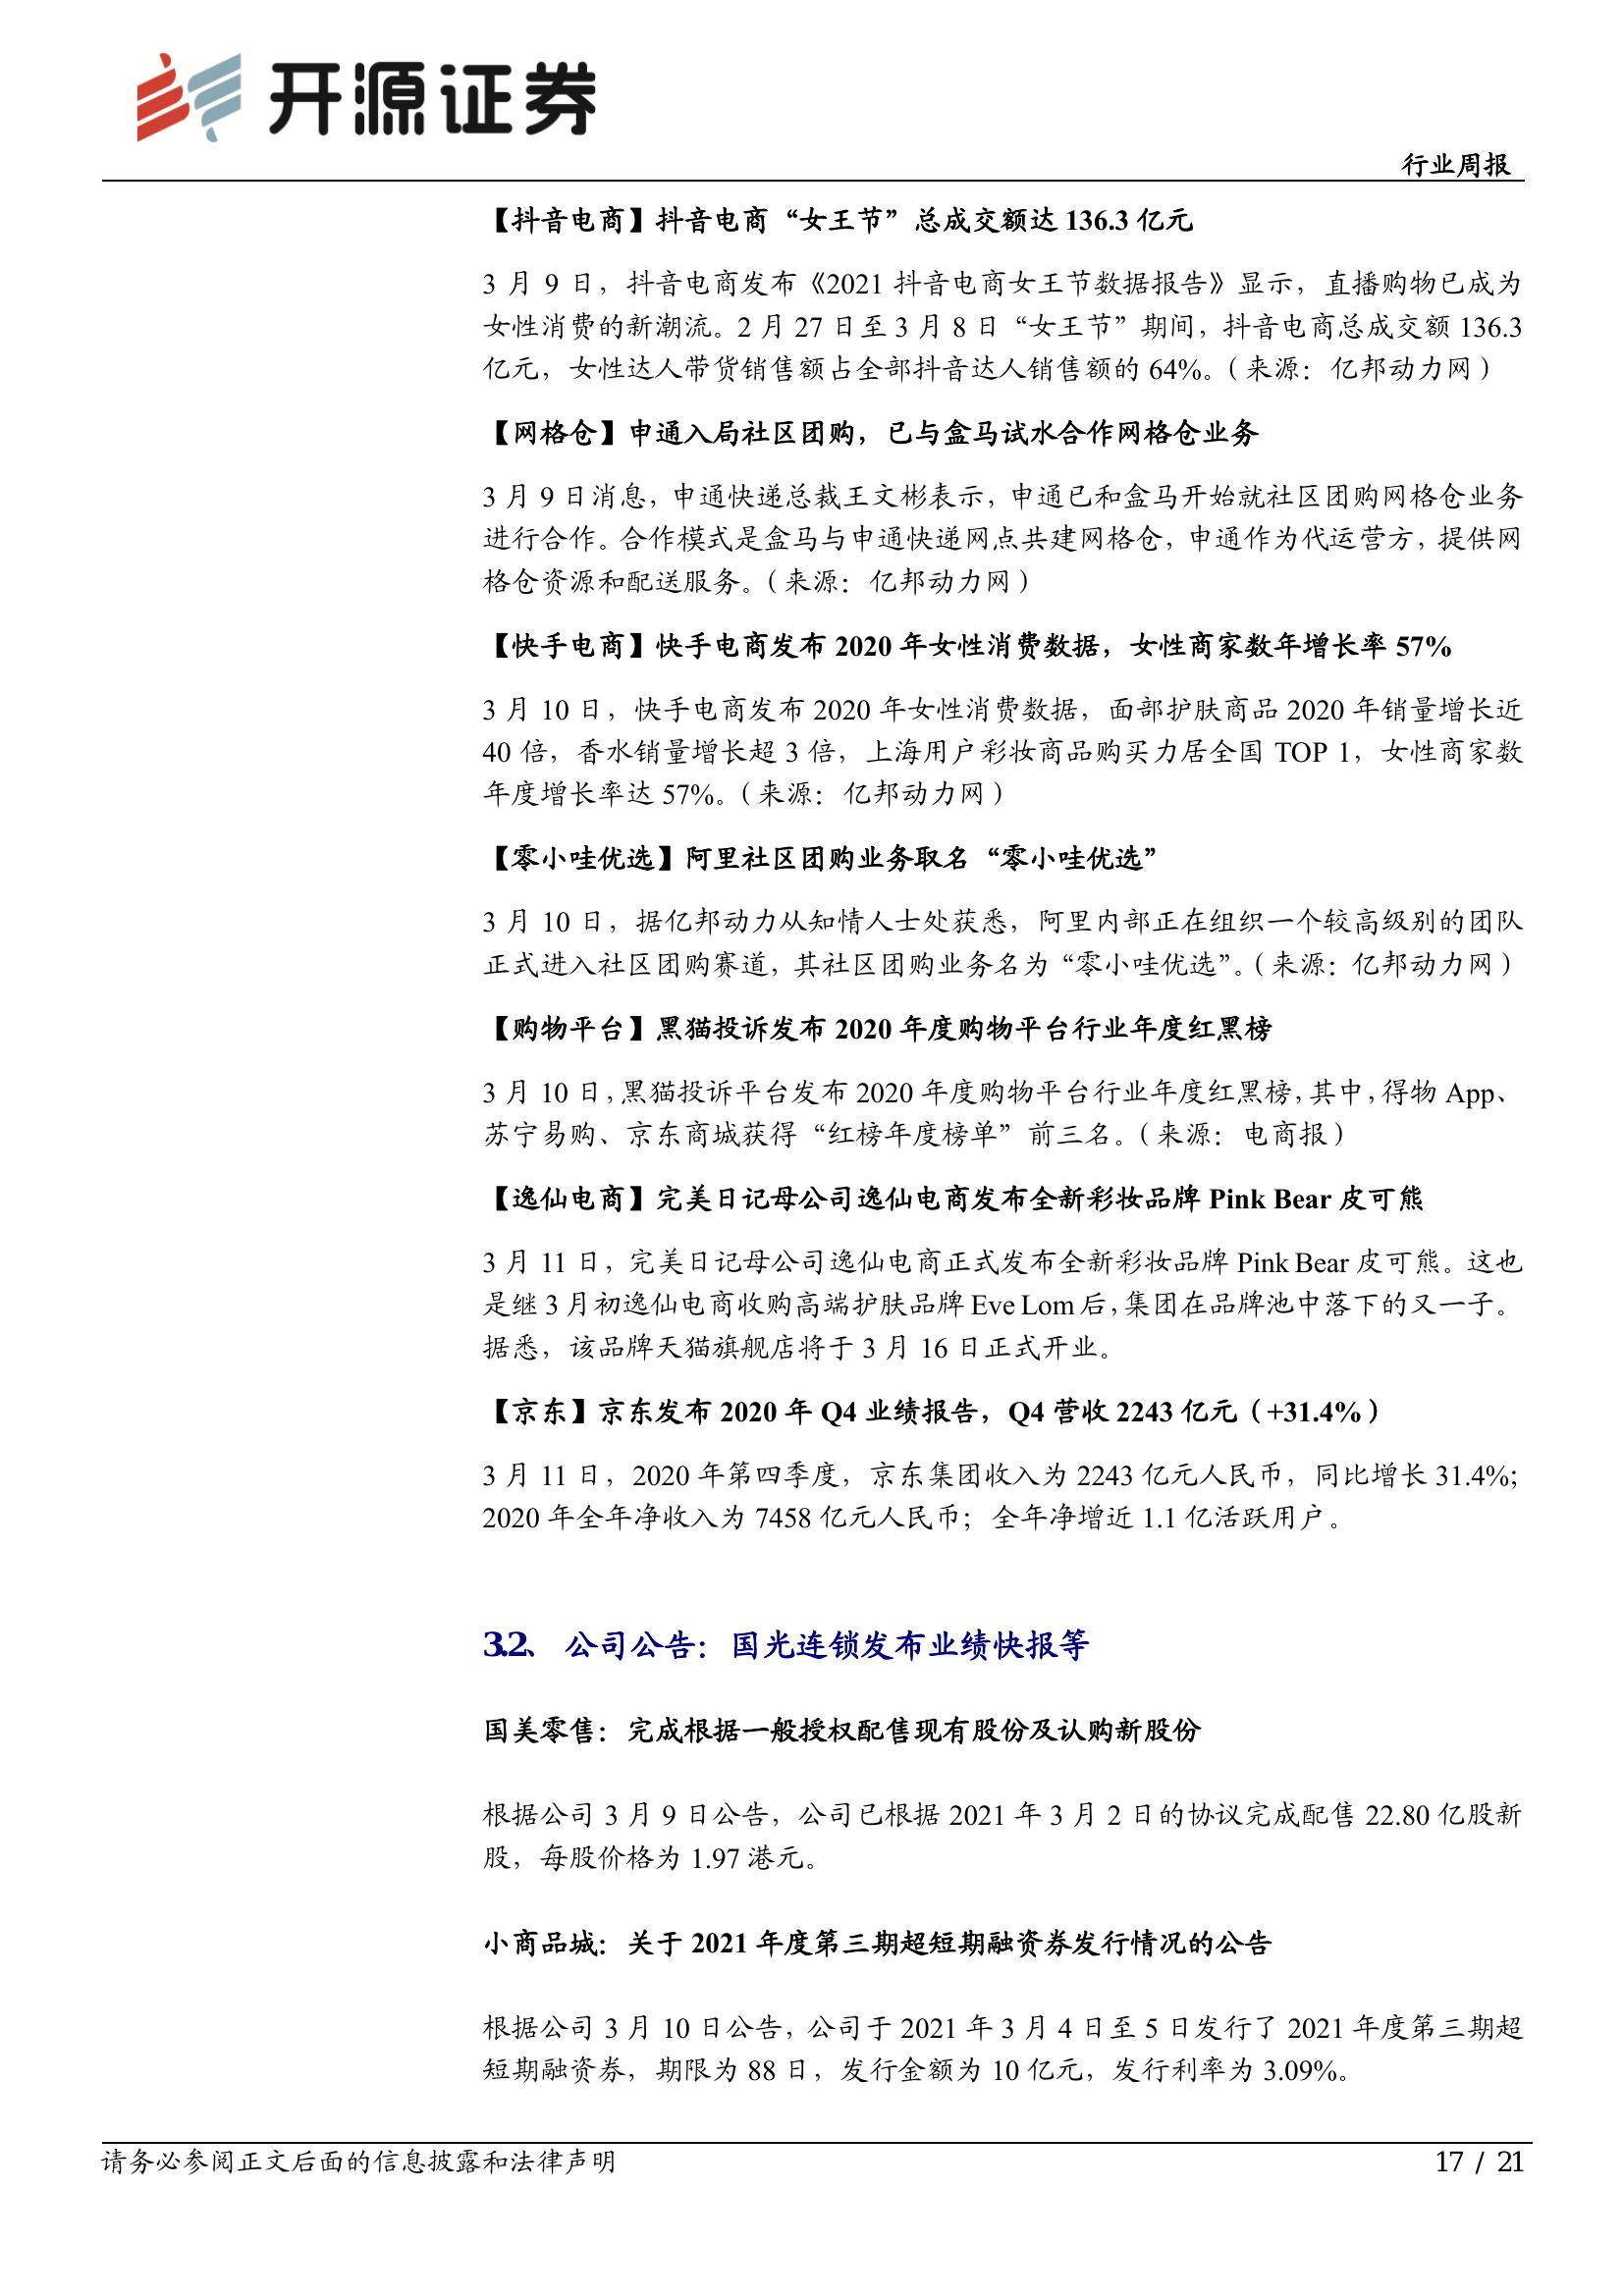 开源证券
行业周报
【抖音电商】抖音电商“女王节”总成交额达 136.3 亿元
3 月 9 日，抖音电商发布《2021 抖音电商女王节数据报告》显示，直播购物已成为
女性消费的新潮流。2 月 27 日至 3 月 8 日“女王节”期间，抖音电商总成交额 136.3
亿元，女性达人带货销售额占全部抖音达人销售额的 64%。（来源：亿邦动力网）
【网格仓】申通入局社区团购，已与盒马试水合作网格仓业务
3 月 9 日消息，申通快递总裁王文彬表示，申通已和盒马开始就社区团购网格仓业务
进行合作。合作模式是盒马与申通快递网点共建网格仓，申通作为代运营方，提供网
格仓资源和配送服务。（来源：亿邦动力网）
【快手电商】快手电商发布 2020 年女性消费数据，女性商家数年增长率 57%
3 月 10 日，快手电商发布 2020 年女性消费数据，面部护肤商品 2020 年销量增长近
40 倍，香水销量增长超 3 倍，上海用户彩妆商品购买力居全国 TOP 1，女性商家数
年度增长率达 57%。（来源：亿邦动力网）
【零小哇优选】阿里社区团购业务取名“零小哇优选”
3 月 10 日，据亿邦动力从知情人士处获悉，阿里内部正在组织一个较高级别的团队
正式进入社区团购赛道，其社区团购业务名为“零小哇优选”。（来源：亿邦动力网）
【购物平台】黑猫投诉发布 2020 年度购物平台行业年度红黑榜
3 月 10 日，黑猫投诉平台发布 2020 年度购物平台行业年度红黑榜，其中，得物 App、
苏宁易购、京东商城获得“红榜年度榜单”前三名。（来源：电商报）
【逸仙电商】完美日记母公司逸仙电商发布全新彩妆品牌 Pink Bear 皮可熊
3 月 11 日，完美日记母公司逸仙电商正式发布全新彩妆品牌 Pink Bear 皮可熊。这也
是继 3 月初逸仙电商收购高端护肤品牌 Eve Lom 后，集团在品牌池中落下的又一子。
据悉，该品牌天猫旗舰店将于 3 月 16 日正式开业。
【京东】京东发布 2020 年 Q4 业绩报告，Q4 营收 2243 亿元（+31.4%）
3 月 11 日，2020 年第四季度，京东集团收入为 2243 亿元人民币，同比增长 31.4%;
2020 年全年净收入为 7458 亿元人民币；全年净增近 1.1 亿活跃用户。
3.2、 公司公告：国光连锁发布业绩快报等
国美零售：完成根据一般授权配售现有股份及认购新股份
根据公司 3 月 9 日公告，公司已根据 2021 年 3 月 2 日的协议完成配售 22.80 亿股新
股，每股价格为 1.97 港元。
小商品城：关于 2021 年度第三期超短期融资券发行情况的公告
根据公司 3 月 10 日公告，公司于 2021 年 3 月 4 日至 5 日发行了 2021 年度第三期超
短期融资券，期限为 88 日，发行金额为 10 亿元，发行利率为 3.09%。
请务必参阅正文后面的信息披露和法律声明
17 / 21